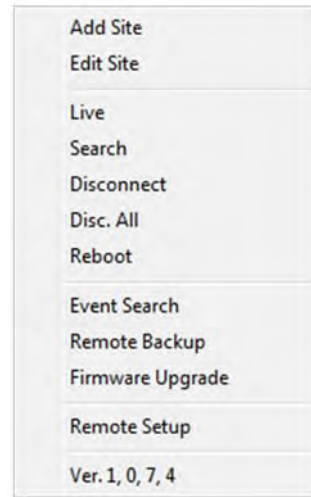 Add Site
Edit Site
Live
Search
Disconnect
Disc. All
Reboot
Event Search
Remote Backup
Firmware Upgrade
Remote Setup
Ver. 1, 0, 7, 4